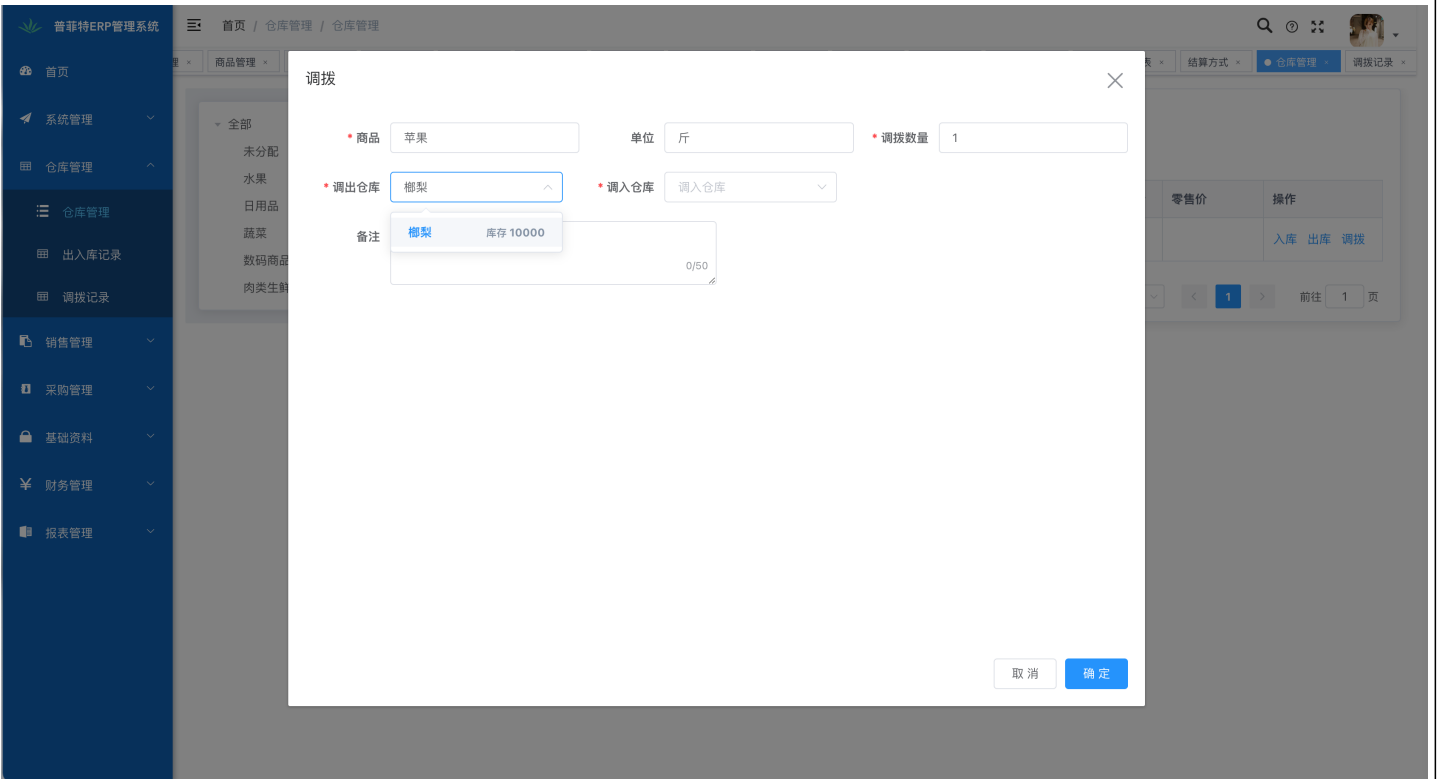 普菲特ERP管理系统
首页 / 仓库管理 / 仓库管理
首页
系统管理
仓库管理
仓库管理
出入库记录
调拨记录
销售管理
采购管理
基础资料
财务管理
报表管理
理 × 商品管理 ×
表 × 结算方式 × 仓库管理 × 调拨记录 ×
全部
未分配
水果
日用品
蔬菜
数码商品
肉类生鲜
调拨
* 商品 苹果 单位 斤 * 调拨数量 1
* 调出仓库 榔梨 * 调入仓库 调入仓库
榔梨 库存 10000
备注
0/50
取消 确定
零售价 操作
入库 出库 调拨
1 前往 1 页